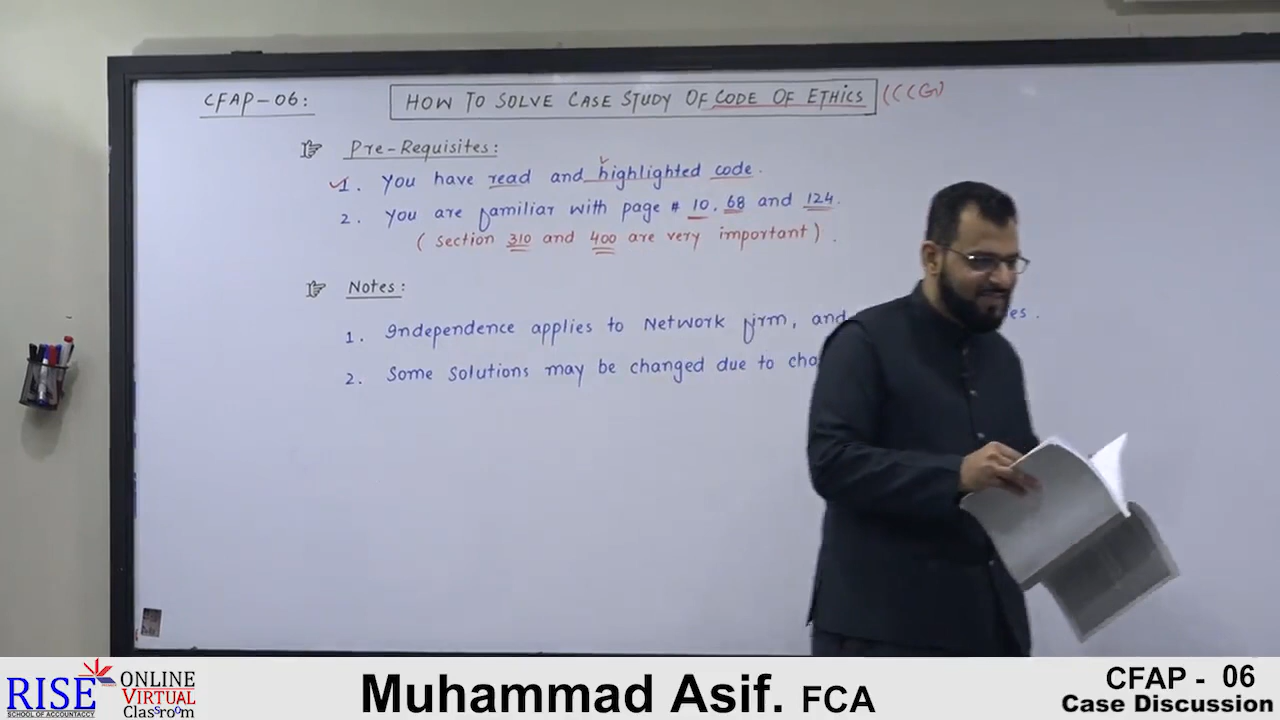 CFAP-06:
HOW TO SOLVE CASE STUDY OF CODE OF ETHICS
Pre-Requisites:
1. You have read and highlighted code.
2. You are familiar with page # 10, 68 and 124.
(section 310 and 400 are very important).
Notes:
1. Independence applies to Network firm, and
2. Some solutions may be changed due to
RISE
SCHOOL OF ACCOUNTANCY
ONLINE
VIRTUAL
Classroom
Muhammad Asif. FCA
CFAP - 06
Case Discussion